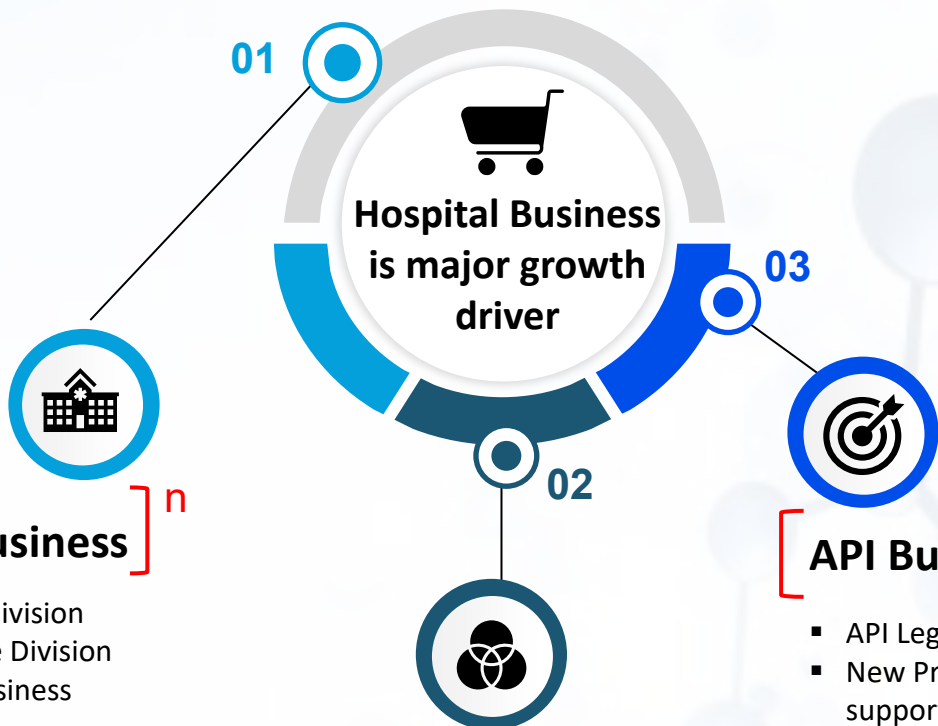 01
Hospital Business
is major growth
driver
03
02
n
usiness
ivision
e Division
siness
API Bu
API Leg
New Pr
suppor